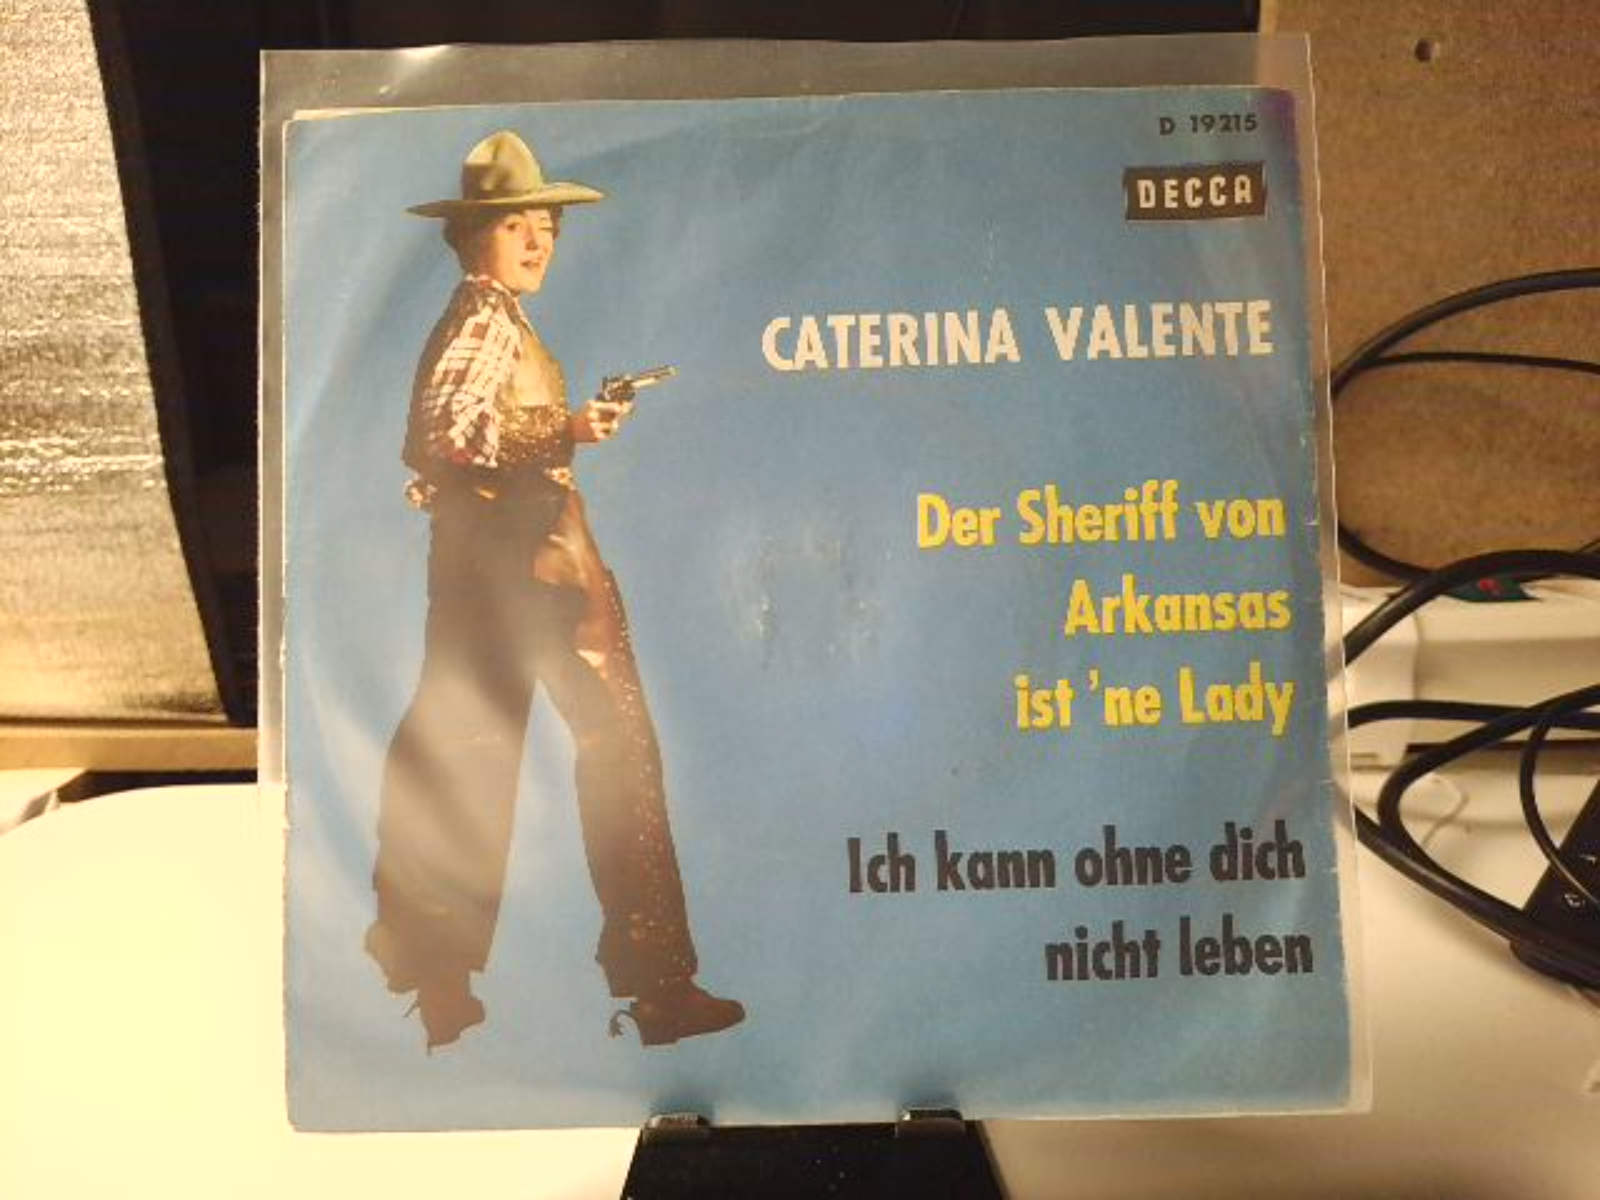 D 19215
DECCA
CATERINA VALENTE
Der Sheriff von
Arkansas
ist 'ne Lady
Ich kann ohne dich
nicht leben